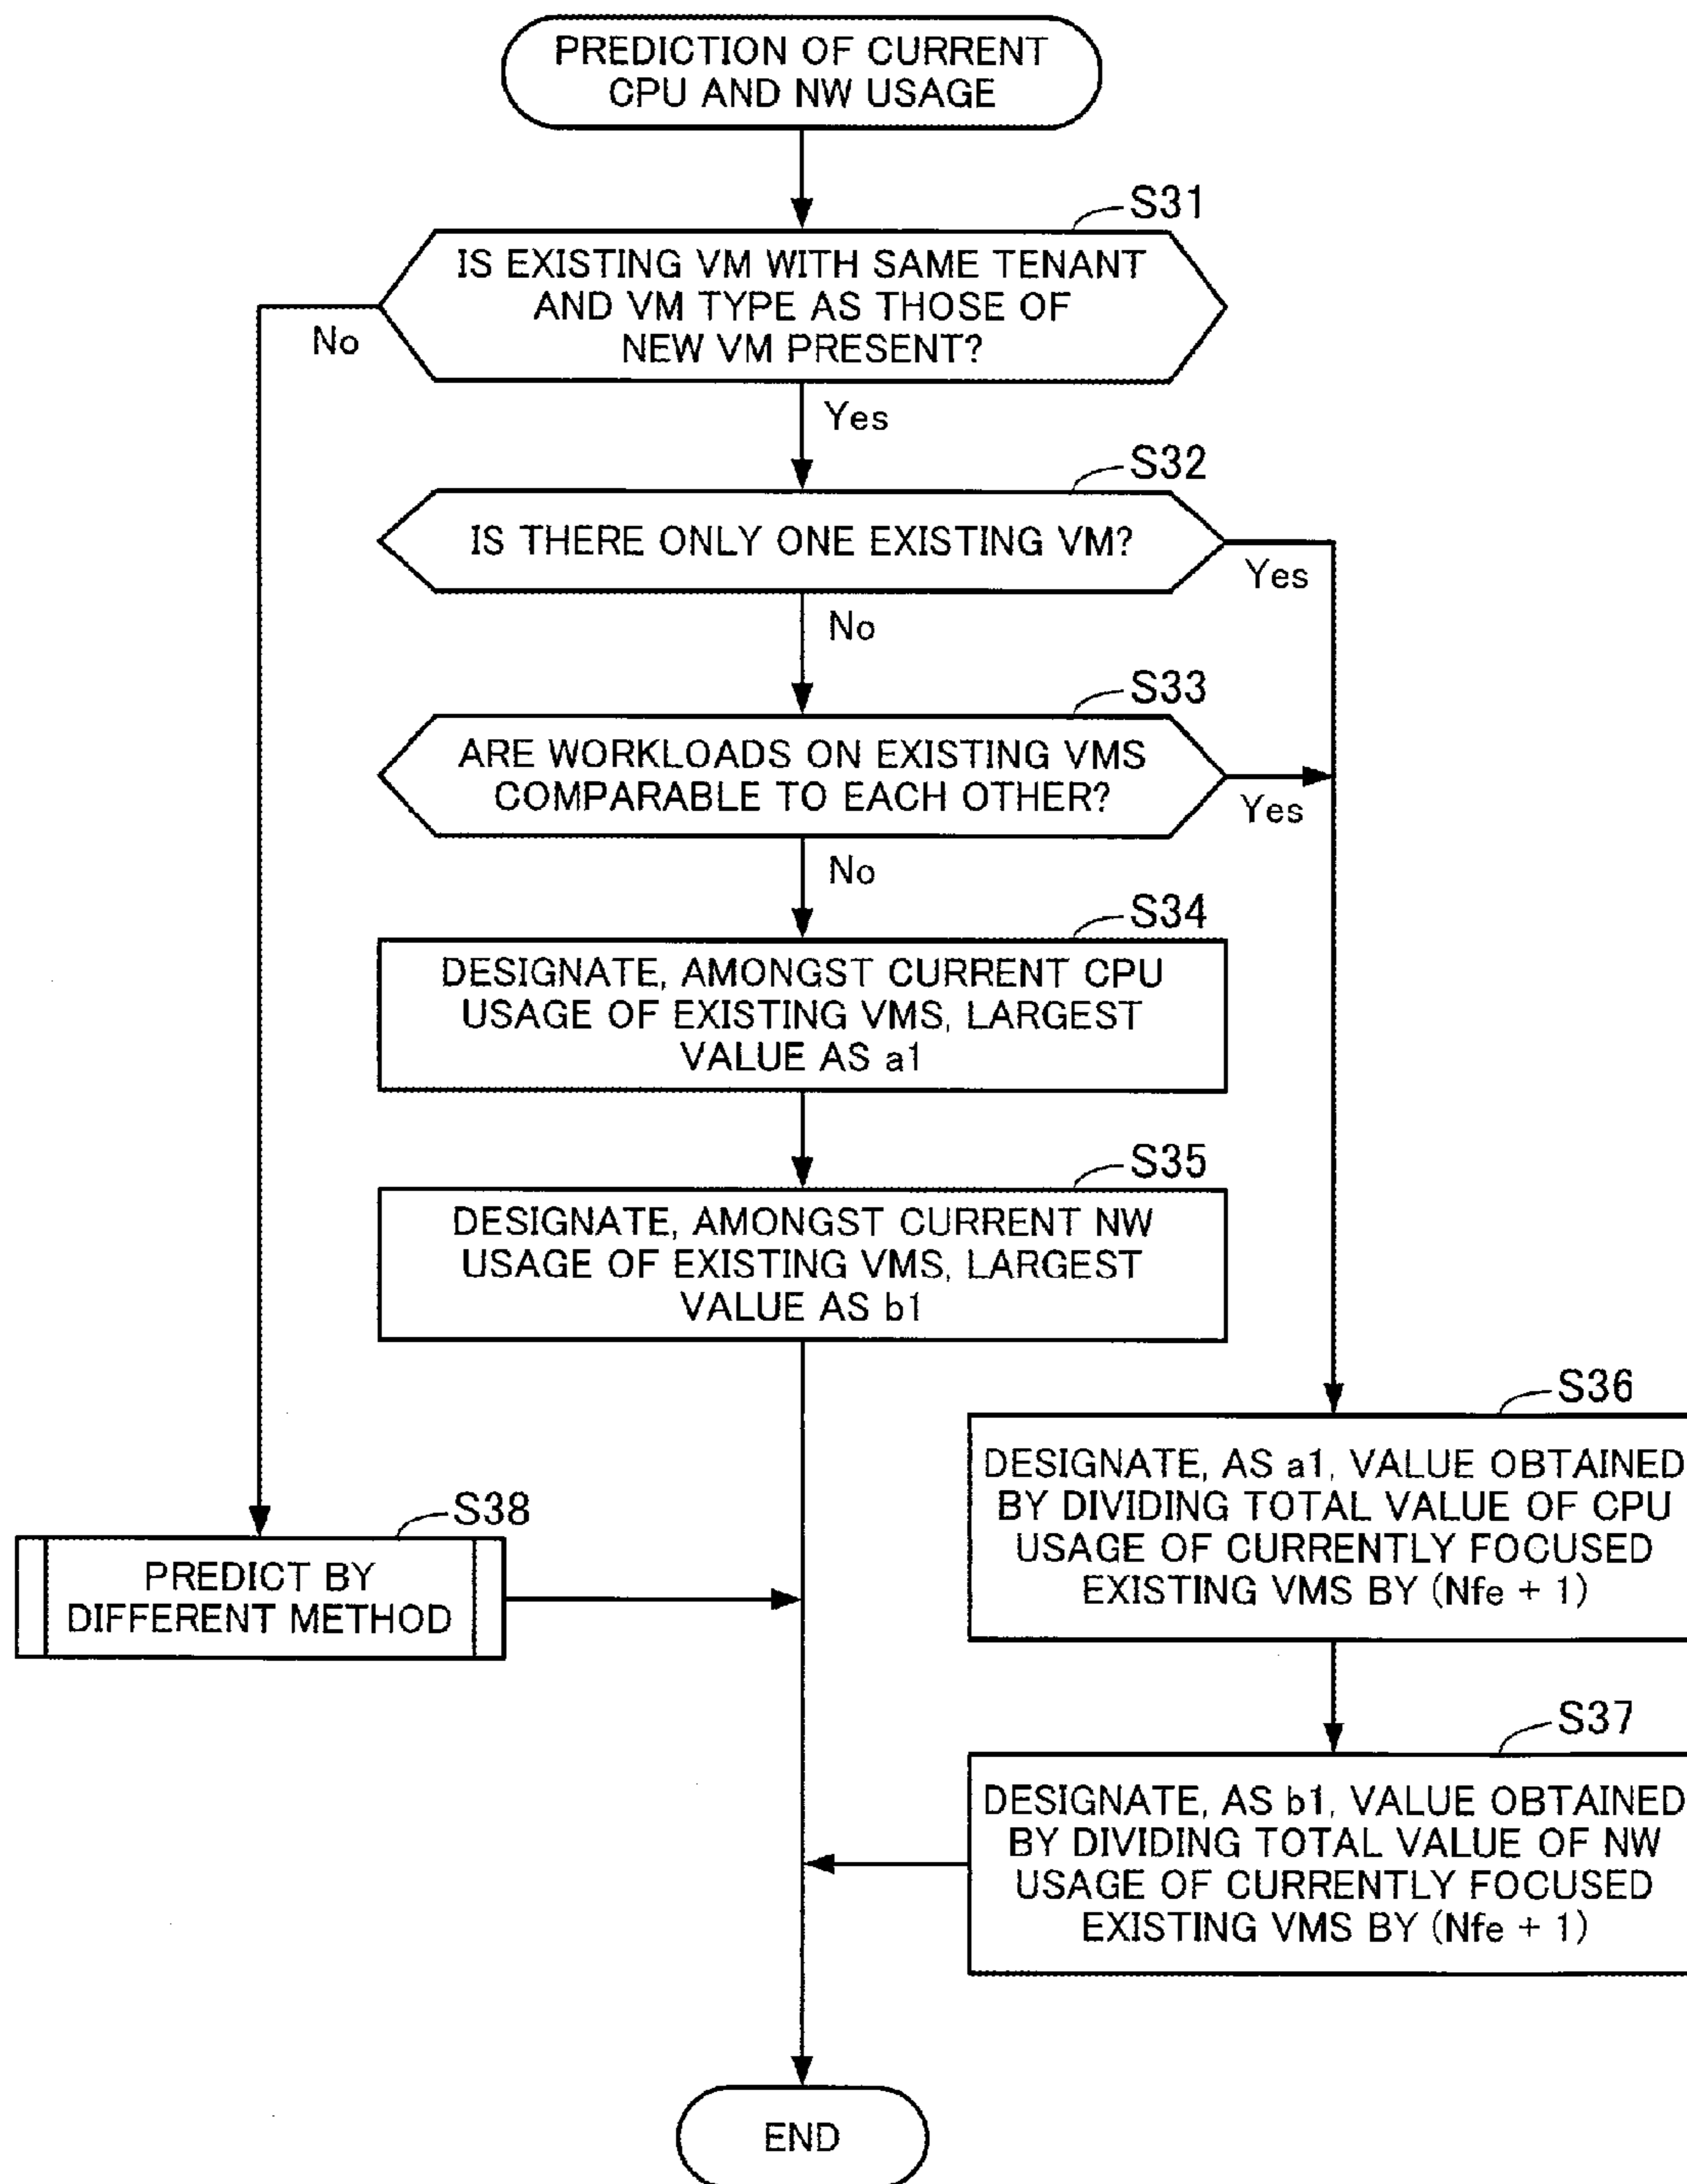 PREDICTION OF CURRENT
CPU AND NW USAGE
S31
IS EXISTING VM WITH SAME TENANT
AND VM TYPE AS THOSE OF
NEW VM PRESENT?
No
Yes
S32
IS THERE ONLY ONE EXISTING VM?
Yes
No
S33
ARE WORKLOADS ON EXISTING VMS
COMPARABLE TO EACH OTHER?
Yes
No
S34
DESIGNATE, AMONGST CURRENT CPU
USAGE OF EXISTING VMS, LARGEST
VALUE AS a1
S35
DESIGNATE, AMONGST CURRENT NW
USAGE OF EXISTING VMS, LARGEST
VALUE AS b1
S36
DESIGNATE, AS a1, VALUE OBTAINED
BY DIVIDING TOTAL VALUE OF CPU
USAGE OF CURRENTLY FOCUSED
EXISTING VMS BY (Nfe + 1)
S38
PREDICT BY
DIFFERENT METHOD
S37
DESIGNATE, AS b1, VALUE OBTAINED
BY DIVIDING TOTAL VALUE OF NW
USAGE OF CURRENTLY FOCUSED
EXISTING VMS BY (Nfe + 1)
END